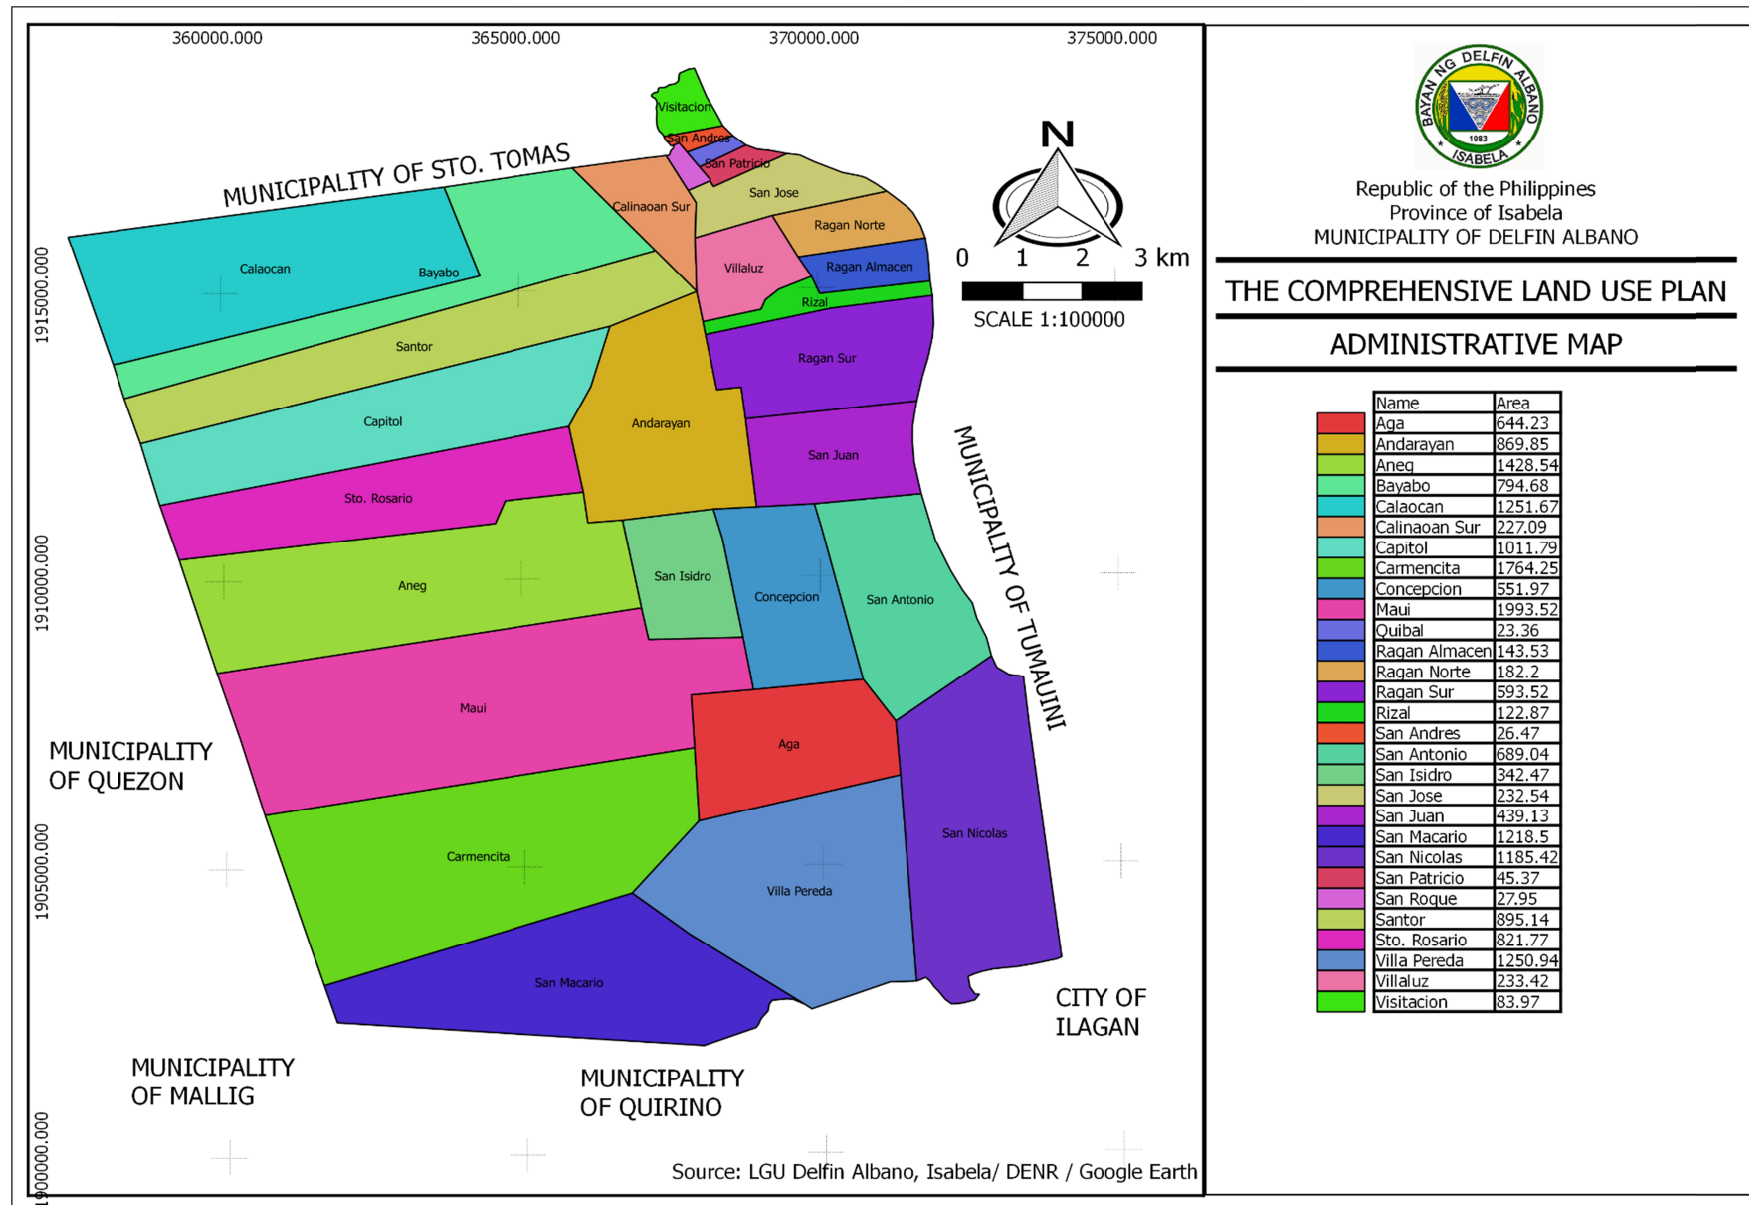 360000.000
365000.000
370000.000
375000.000
1915000.000
1910000.000
1905000.000
1900000.000
MUNICIPALITY OF STO. TOMAS
Visitacion
San Andres
San Patricio
San Jose
Calinaoan Sur
Ragan Norte
Calaocan
Bayabo
Villaluz
Ragan Almacen
Rizal
Santor
Ragan Sur
Capitol
Andarayan
San Juan
Sto. Rosario
San Isidro
Aneg
Concepcion
San Antonio
Maui
Aga
San Nicolas
Carmencita
Villa Pereda
San Macario
N
0 1 2 3 km
SCALE 1:100000
MUNICIPALITY OF TUMAUINI
MUNICIPALITY
OF QUEZON
CITY OF
ILAGAN
MUNICIPALITY
OF MALLIG
MUNICIPALITY
OF QUIRINO
Source: LGU Delfin Albano, Isabela/ DENR / Google Earth
BAYAN NG DELFIN ALBANO
1983
ISABELA
Republic of the Philippines
Province of Isabela
MUNICIPALITY OF DELFIN ALBANO
THE COMPREHENSIVE LAND USE PLAN
ADMINISTRATIVE MAP
Name Area
Aga 644.23
Andarayan 869.85
Aneg 1428.54
Bayabo 794.68
Calaocan 1251.67
Calinaoan Sur 227.09
Capitol 1011.79
Carmencita 1764.25
Concepcion 551.97
Maui 1993.52
Quibal 23.36
Ragan Almacen 143.53
Ragan Norte 182.2
Ragan Sur 593.52
Rizal 122.87
San Andres 26.47
San Antonio 689.04
San Isidro 342.47
San Jose 232.54
San Juan 439.13
San Macario 1218.5
San Nicolas 1185.42
San Patricio 45.37
San Roque 27.95
Santor 895.14
Sto. Rosario 821.77
Villa Pereda 1250.94
Villaluz 233.42
Visitacion 83.97